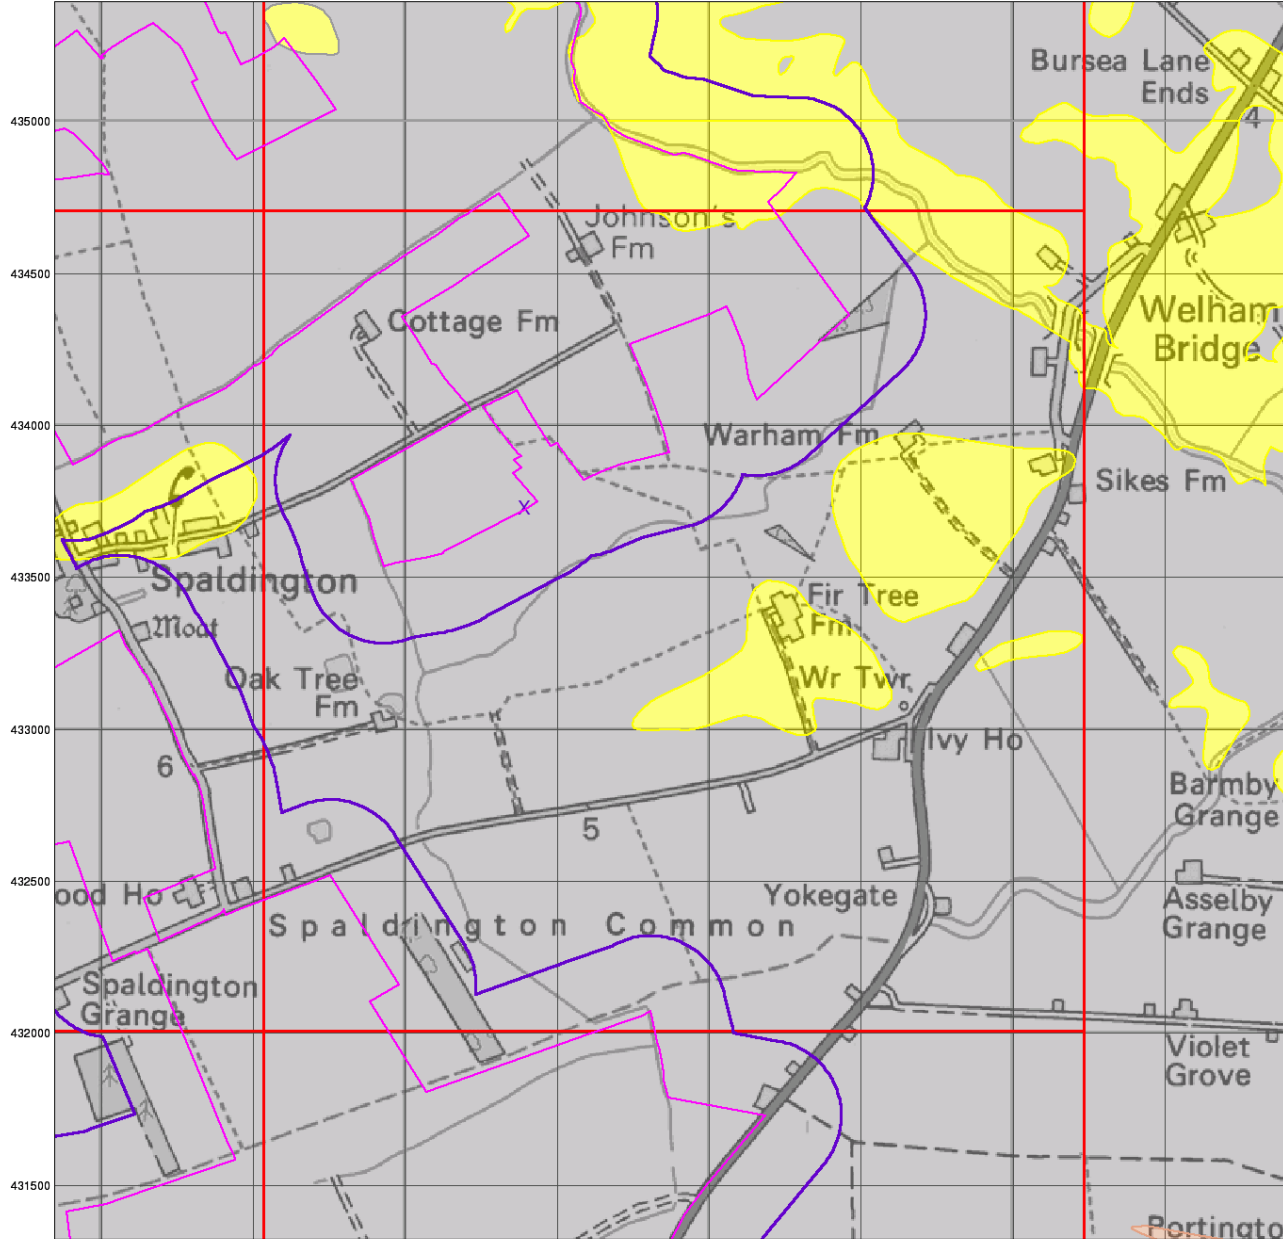 Bursea Lane
Ends
4
435000
Johnson's
Fm
434500
Cottage Fm
Welham
Bridge
434000
Warham Fm
Sikes Fm
X
433500
Spaldington
Fir Tree
Fm
Moat
Oak Tree
Fm
Wr Twr
433000
Ivy Ho
6
Barmby
Grange
5
432500
ood Ho
Yokegate
Asselby
Grange
Spaldington Common
Spaldington
Grange
432000
Violet
Grove
431500
Portingto